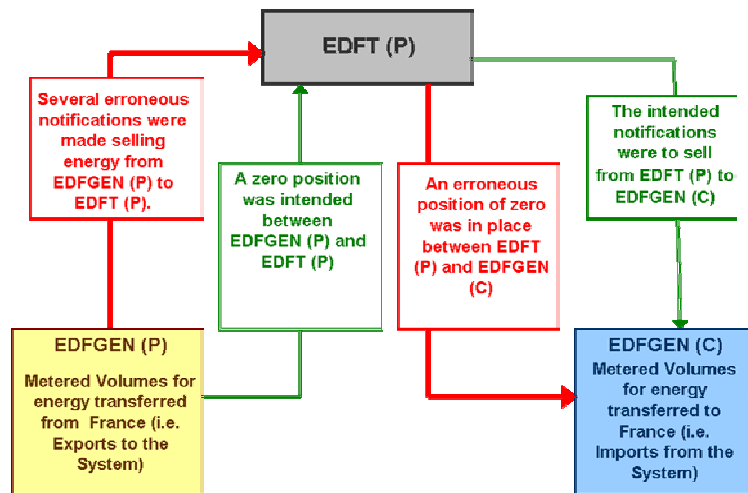 EDFT (P)
Several erroneous
notifications were
made selling
energy from
EDFGEN (P) to
EDFT (P).
A zero position
was intended
between
EDFGEN (P) and
EDFT (P)
An erroneous
position of zero
was in place
between EDFT
(P) and EDFGEN
(C)
The intended
notifications
were to sell
from EDFT (P) to
EDFGEN (C)
EDFGEN (P)
Metered Volumes for
energy transferred
from France (i.e.
Exports to the
System)
EDFGEN (C)
Metered Volumes
for energy
transferred to
France (i.e.
Imports from the
System)